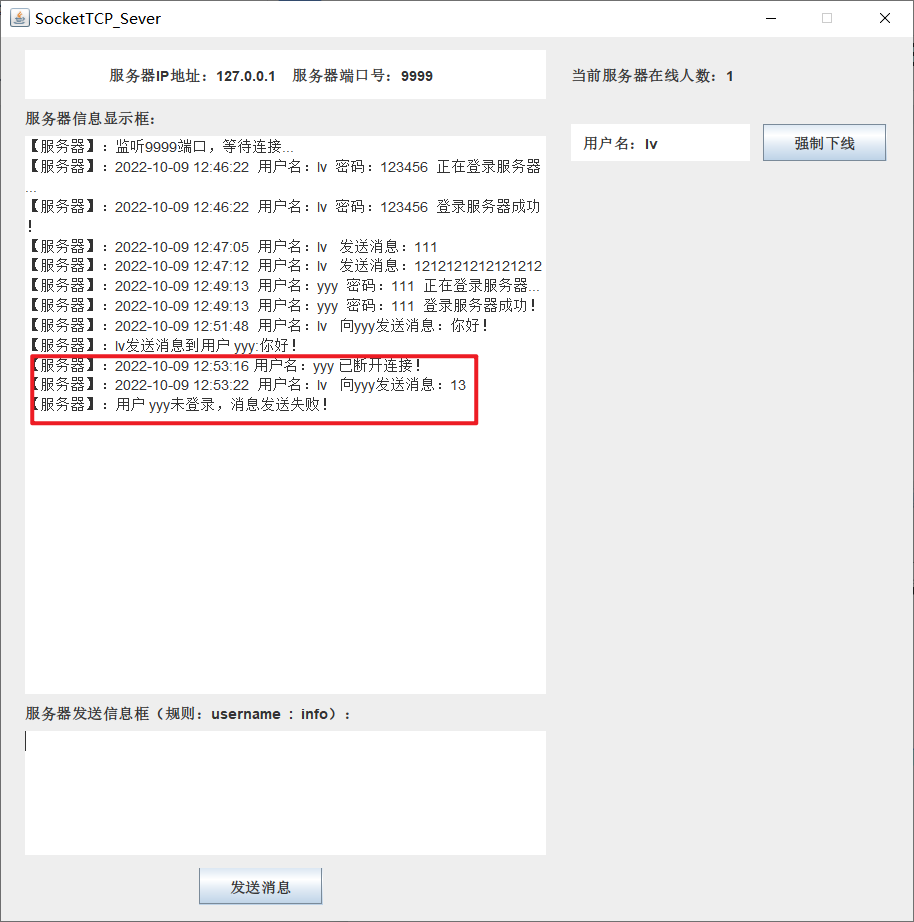 SocketTCP_Sever
服务器IP地址：127.0.0.1 服务器端口号：9999
当前服务器在线人数：1
服务器信息显示框：
用户名：lv
强制下线
【服务器】：监听9999端口，等待连接...
【服务器】：2022-10-09 12:46:22 用户名：lv 密码：123456 正在登录服务器
...
【服务器】：2022-10-09 12:46:22 用户名：lv 密码：123456 登录服务器成功
！
【服务器】：2022-10-09 12:47:05 用户名：lv 发送消息：111
【服务器】：2022-10-09 12:47:12 用户名：lv 发送消息：1212121212121212
【服务器】：2022-10-09 12:49:13 用户名：yyy 密码：111 正在登录服务器...
【服务器】：2022-10-09 12:49:13 用户名：yyy 密码：111 登录服务器成功！
【服务器】：2022-10-09 12:51:48 用户名：lv 向yyy发送消息：你好！
【服务器】：lv发送消息到用户 yyy:你好！
【服务器】：2022-10-09 12:53:16 用户名：yyy 已断开连接！
【服务器】：2022-10-09 12:53:22 用户名：lv 向yyy发送消息：13
【服务器】：用户 yyy未登录，消息发送失败！
服务器发送信息框（规则：username : info）：
发送消息